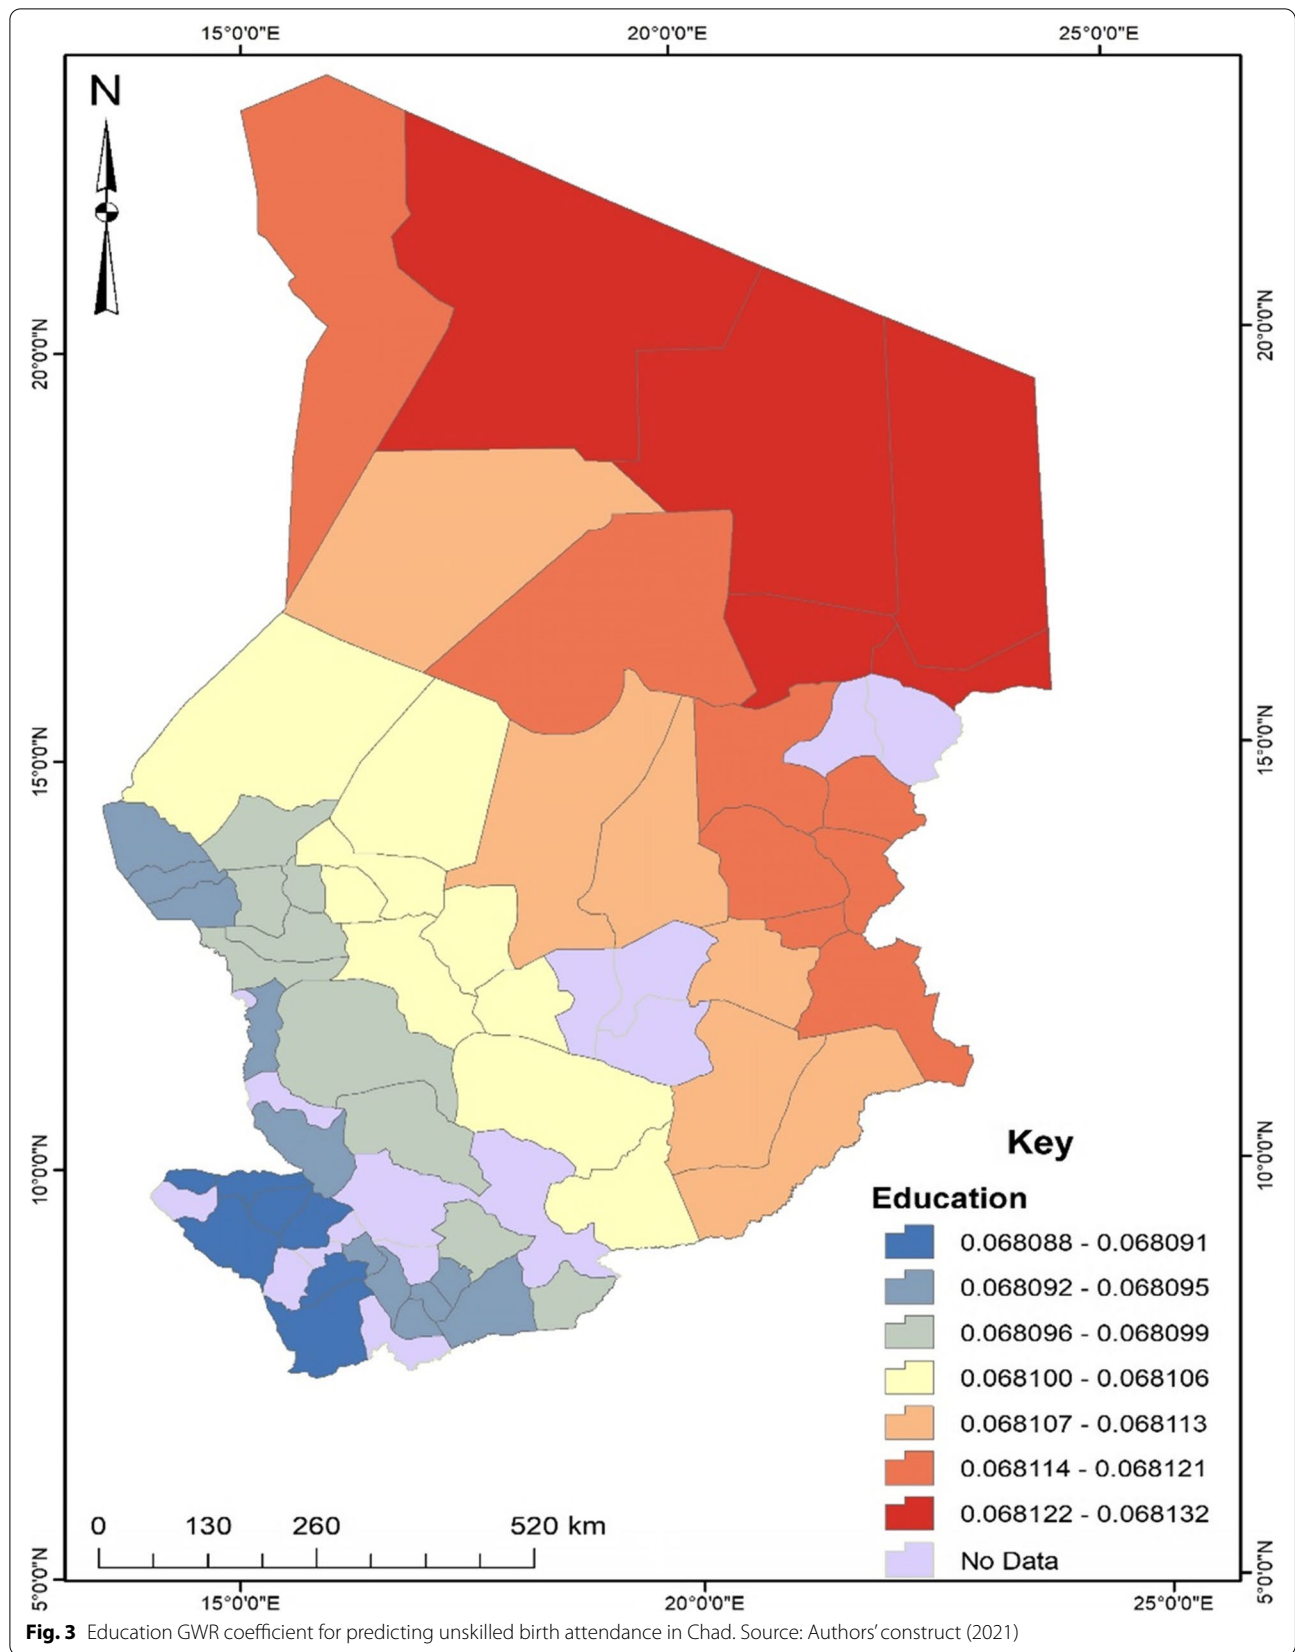 15°0'0"E 20°0'0"E 25°0'0"E
N
20°0'0"N 20°0'0"N
15°0'0"N 15°0'0"N
10°0'0"N 10°0'0"N
Key
Education
0.068088 - 0.068091
0.068092 - 0.068095
0.068096 - 0.068099
0.068100 - 0.068106
0.068107 - 0.068113
0.068114 - 0.068121
0.068122 - 0.068132
No Data
0 130 260 520 km
5°0'0"N 5°0'0"N
15°0'0"E 20°0'0"E 25°0'0"E
Fig. 3 Education GWR coefficient for predicting unskilled birth attendance in Chad. Source: Authors' construct (2021)